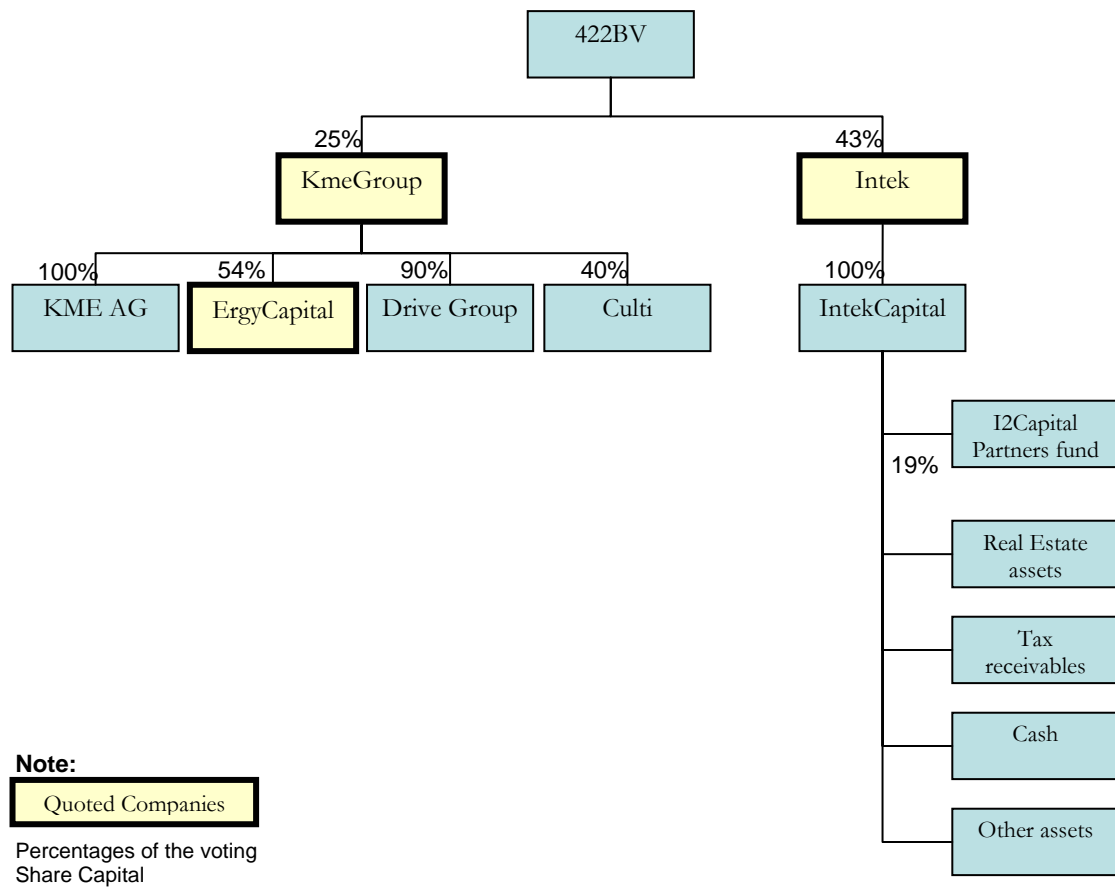 422BV
25%
43%
KmeGroup
Intek
100%
54%
90%
40%
100%
KME AG
ErgyCapital
Drive Group
Culti
IntekCapital
I2Capital
Partners fund
19%
Real Estate
assets
Tax
receivables
Cash
Other assets
Note:
Quoted Companies
Percentages of the voting
Share Capital